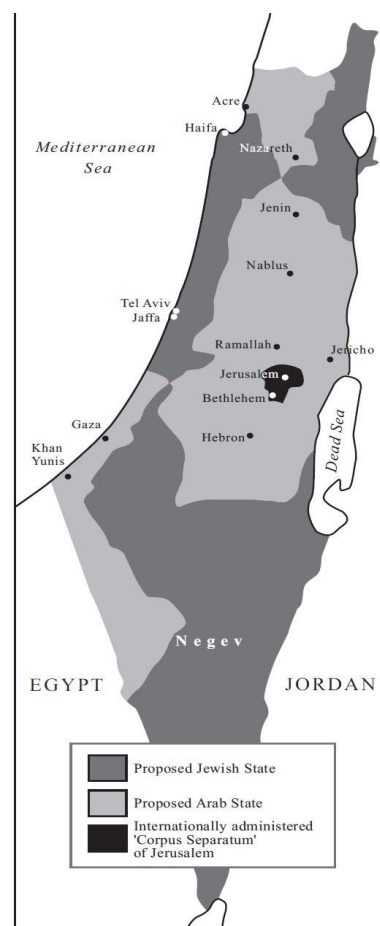 Acre
Haifa
Mediterranean
Sea
Nazareth
Jenin
Nablus
Tel Aviv
Jaffa
Ramallah
Jericho
Jerusalem
Bethlehem
Gaza
Hebron
Dead Sea
Khan
Yunis
Negev
EGYPT
JORDAN
Proposed Jewish State
Proposed Arab State
Internationally administered
'Corpus Separatum'
of Jerusalem